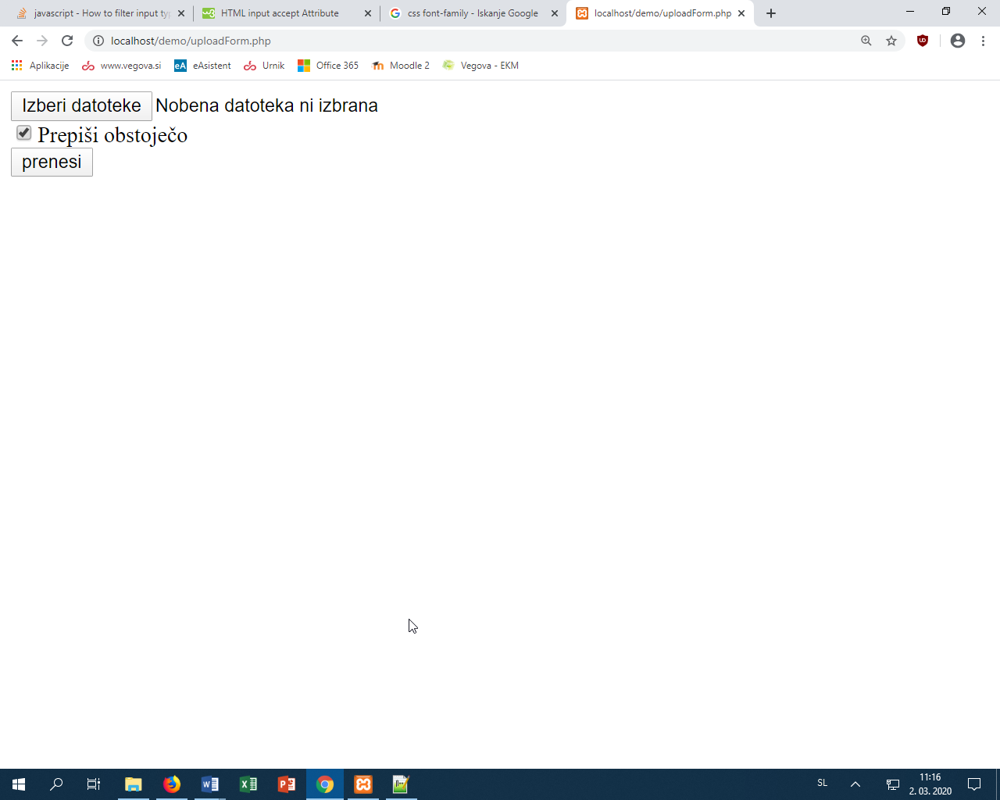 javascript - How to filter input ty
HTML input accept Attribute
css font-family - Iskanje Google
localhost/demo/uploadForm.php
localhost/demo/uploadForm.php
Aplikacije
www.vegova.si
eA
eAsistent
Urnik
Office 365
Moodle 2
Vegova - EKM
Izberi datoteke Nobena datoteka ni izbrana
Prepiši obstoječo
prenesi
SL
11:16
2. 03. 2020